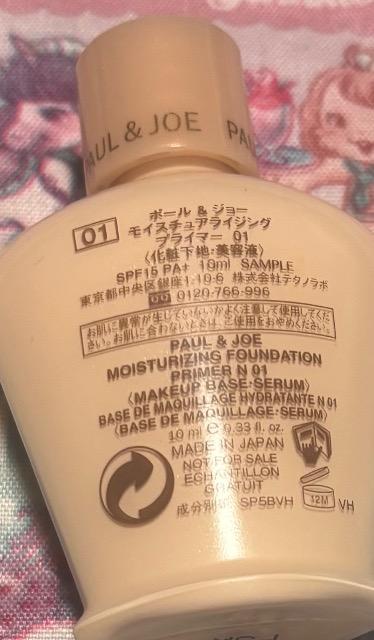 PAUL & JOE PA
01
ポール & ジョー
モイスチュアライジング
プライマー 01
〈化粧下地・美容液〉
SPF15 PA+ 10ml SAMPLE
東京都中央区銀座1-10-6 株式会社テクノラボ
0120-766-996
お肌に異常が生じていないかよく注意して使用してくだ
さい。お肌に合わないときは、ご使用をおやめください。
PAUL & JOE
MOISTURIZING FOUNDATION
PRIMER N 01
〈MAKEUP BASE・SERUM〉
BASE DE MAQUILLAGE HYDRATANTE N 01
〈BASE DE MAQUILLAGE・SERUM〉
10 ml e 0.33 fl. oz.
MADE IN JAPAN
NOT FOR SALE
ÉCHANTILLON
GRATUIT
成分別紙 SP5BVH
12M
VH